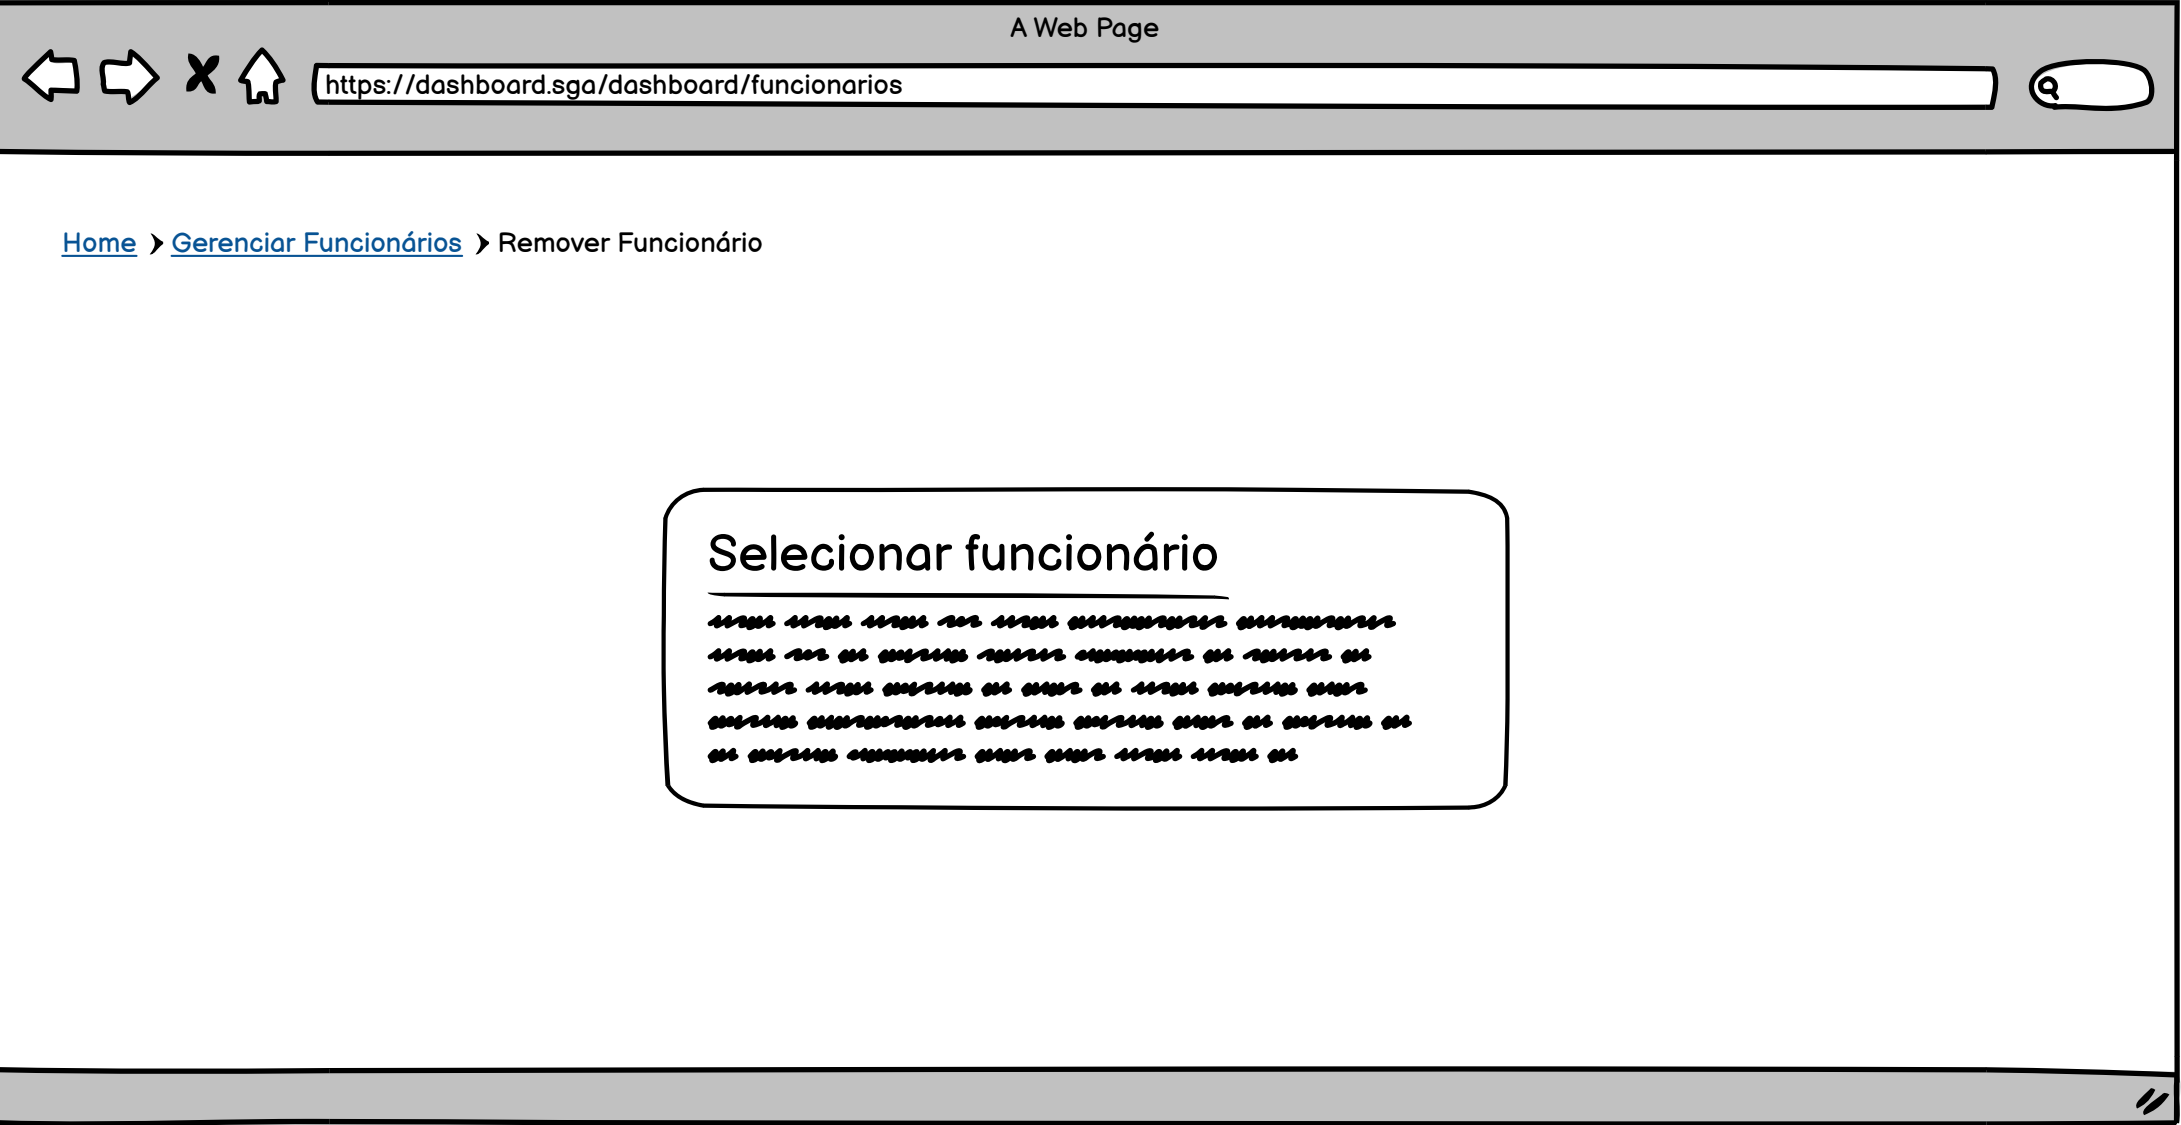 A Web Page
https://dashboard.sga/dashboard/funcionarios
Home Gerenciar Funcionários Remover Funcionário
Selecionar funcionário